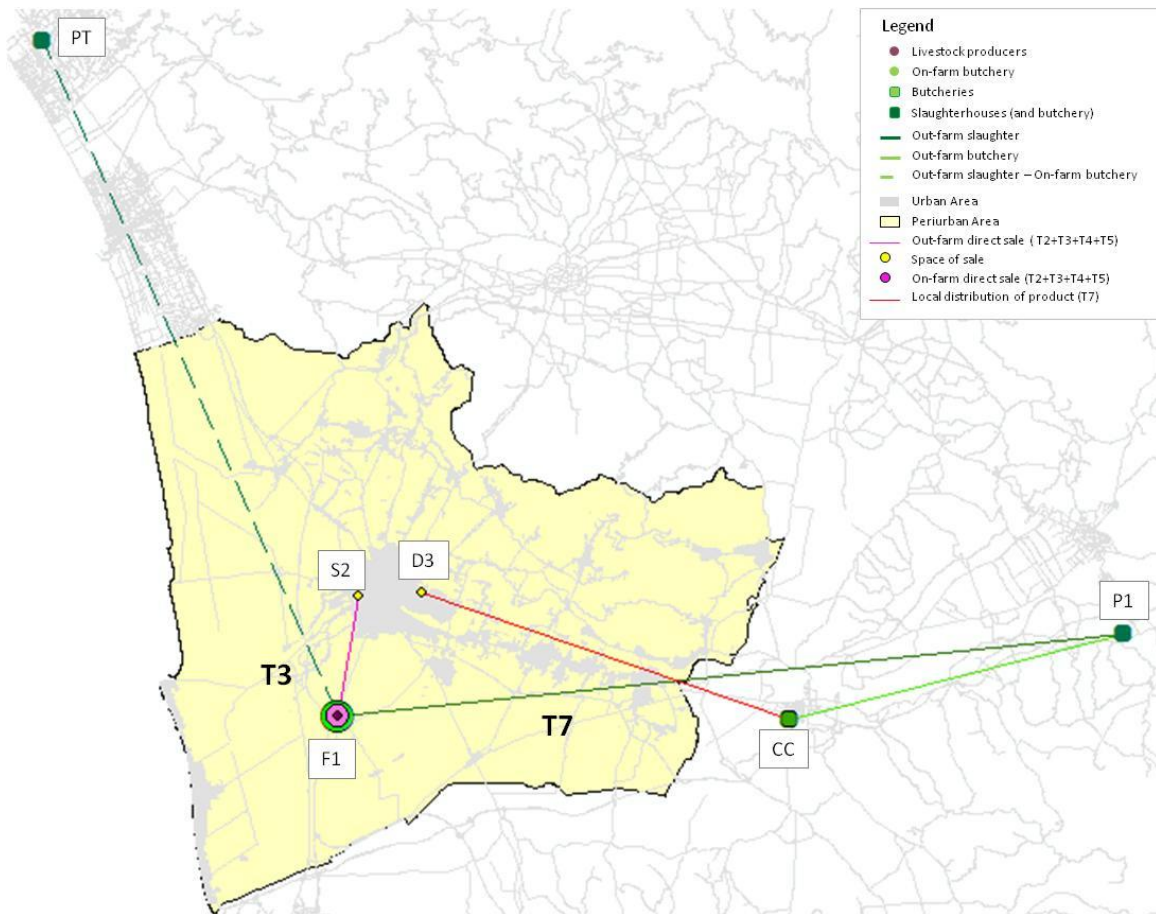 PT
Legend
Livestock producers
On-farm butchery
Butcheries
Slaughterhouses (and butchery)
Out-farm slaughter
Out-farm butchery
Out-farm slaughter – On-farm butchery
Urban Area
Periurban Area
Out-farm direct sale (T2+T3+T4+T5)
Space of sale
On-farm direct sale (T2+T3+T4+T5)
Local distribution of product (T7)
S2
D3
P1
T3
T7
F1
CC